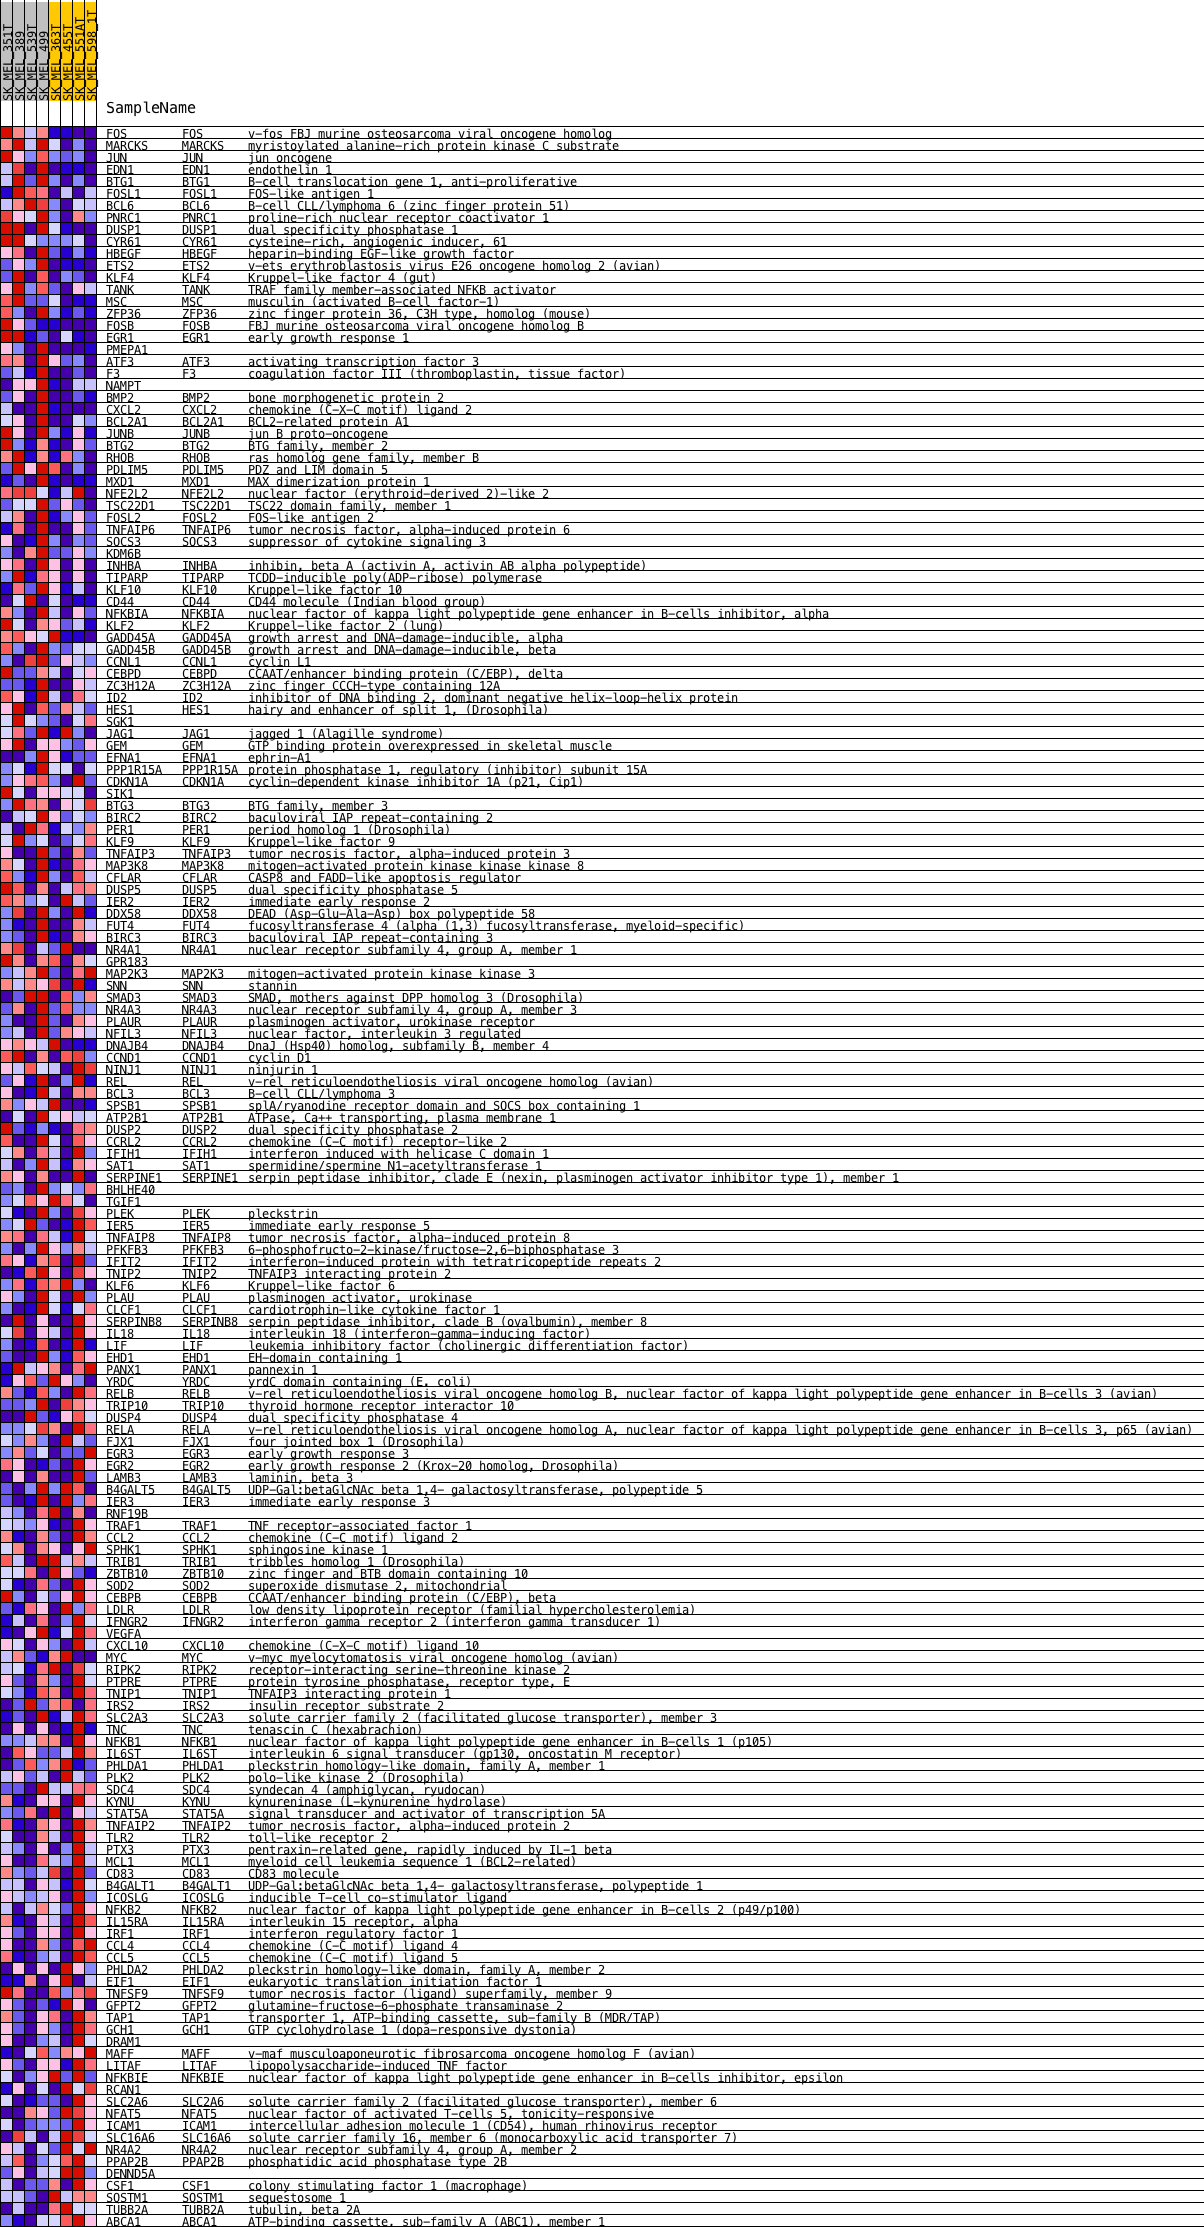 SK_MEL_351T
SK_MEL_389
SK_MEL_539T
SK_MEL_499
SK_MEL_363T
SK_MEL_455T
SK_MEL_551AT
SK_MEL_598_1T
SampleName
FOS FOS v-fos FBJ murine osteosarcoma viral oncogene homolog
MARCKS MARCKS myristoylated alanine-rich protein kinase C substrate
JUN JUN jun oncogene
EDN1 EDN1 endothelin 1
BTG1 BTG1 B-cell translocation gene 1, anti-proliferative
FOSL1 FOSL1 FOS-like antigen 1
BCL6 BCL6 B-cell CLL/lymphoma 6 (zinc finger protein 51)
PNRC1 PNRC1 proline-rich nuclear receptor coactivator 1
DUSP1 DUSP1 dual specificity phosphatase 1
CYR61 CYR61 cysteine-rich, angiogenic inducer, 61
HBEGF HBEGF heparin-binding EGF-like growth factor
ETS2 ETS2 v-ets erythroblastosis virus E26 oncogene homolog 2 (avian)
KLF4 KLF4 Kruppel-like factor 4 (gut)
TANK TANK TRAF family member-associated NFKB activator
MSC MSC musculin (activated B-cell factor-1)
ZFP36 ZFP36 zinc finger protein 36, C3H type, homolog (mouse)
FOSB FOSB FBJ murine osteosarcoma viral oncogene homolog B
EGR1 EGR1 early growth response 1
PMEPA1
ATF3 ATF3 activating transcription factor 3
F3 F3 coagulation factor III (thromboplastin, tissue factor)
NAMPT
BMP2 BMP2 bone morphogenetic protein 2
CXCL2 CXCL2 chemokine (C-X-C motif) ligand 2
BCL2A1 BCL2A1 BCL2-related protein A1
JUNB JUNB jun B proto-oncogene
BTG2 BTG2 BTG family, member 2
RHOB RHOB ras homolog gene family, member B
PDLIM5 PDLIM5 PDZ and LIM domain 5
MXD1 MXD1 MAX dimerization protein 1
NFE2L2 NFE2L2 nuclear factor (erythroid-derived 2)-like 2
TSC22D1 TSC22D1 TSC22 domain family, member 1
FOSL2 FOSL2 FOS-like antigen 2
TNFAIP6 TNFAIP6 tumor necrosis factor, alpha-induced protein 6
SOCS3 SOCS3 suppressor of cytokine signaling 3
KDM6B
INHBA INHBA inhibin, beta A (activin A, activin AB alpha polypeptide)
TIPARP TIPARP TCDD-inducible poly(ADP-ribose) polymerase
KLF10 KLF10 Kruppel-like factor 10
CD44 CD44 CD44 molecule (Indian blood group)
NFKBIA NFKBIA nuclear factor of kappa light polypeptide gene enhancer in B-cells inhibitor, alpha
KLF2 KLF2 Kruppel-like factor 2 (lung)
GADD45A GADD45A growth arrest and DNA-damage-inducible, alpha
GADD45B GADD45B growth arrest and DNA-damage-inducible, beta
CCNL1 CCNL1 cyclin L1
CEBPD CEBPD CCAAT/enhancer binding protein (C/EBP), delta
ZC3H12A ZC3H12A zinc finger CCCH-type containing 12A
ID2 ID2 inhibitor of DNA binding 2, dominant negative helix-loop-helix protein
HES1 HES1 hairy and enhancer of split 1, (Drosophila)
SGK1
JAG1 JAG1 jagged 1 (Alagille syndrome)
GEM GEM GTP binding protein overexpressed in skeletal muscle
EFNA1 EFNA1 ephrin-A1
PPP1R15A PPP1R15A protein phosphatase 1, regulatory (inhibitor) subunit 15A
CDKN1A CDKN1A cyclin-dependent kinase inhibitor 1A (p21, Cip1)
SIK1
BTG3 BTG3 BTG family, member 3
BIRC2 BIRC2 baculoviral IAP repeat-containing 2
PER1 PER1 period homolog 1 (Drosophila)
KLF9 KLF9 Kruppel-like factor 9
TNFAIP3 TNFAIP3 tumor necrosis factor, alpha-induced protein 3
MAP3K8 MAP3K8 mitogen-activated protein kinase kinase kinase 8
CFLAR CFLAR CASP8 and FADD-like apoptosis regulator
DUSP5 DUSP5 dual specificity phosphatase 5
IER2 IER2 immediate early response 2
DDX58 DDX58 DEAD (Asp-Glu-Ala-Asp) box polypeptide 58
FUT4 FUT4 fucosyltransferase 4 (alpha (1,3) fucosyltransferase, myeloid-specific)
BIRC3 BIRC3 baculoviral IAP repeat-containing 3
NR4A1 NR4A1 nuclear receptor subfamily 4, group A, member 1
GPR183
MAP2K3 MAP2K3 mitogen-activated protein kinase kinase 3
SNN SNN stannin
SMAD3 SMAD3 SMAD, mothers against DPP homolog 3 (Drosophila)
NR4A3 NR4A3 nuclear receptor subfamily 4, group A, member 3
PLAUR PLAUR plasminogen activator, urokinase receptor
NFIL3 NFIL3 nuclear factor, interleukin 3 regulated
DNAJB4 DNAJB4 DnaJ (Hsp40) homolog, subfamily B, member 4
CCND1 CCND1 cyclin D1
NINJ1 NINJ1 ninjurin 1
REL REL v-rel reticuloendotheliosis viral oncogene homolog (avian)
BCL3 BCL3 B-cell CLL/lymphoma 3
SPSB1 SPSB1 splA/ryanodine receptor domain and SOCS box containing 1
ATP2B1 ATP2B1 ATPase, Ca++ transporting, plasma membrane 1
DUSP2 DUSP2 dual specificity phosphatase 2
CCRL2 CCRL2 chemokine (C-C motif) receptor-like 2
IFIH1 IFIH1 interferon induced with helicase C domain 1
SAT1 SAT1 spermidine/spermine N1-acetyltransferase 1
SERPINE1 SERPINE1 serpin peptidase inhibitor, clade E (nexin, plasminogen activator inhibitor type 1), member 1
BHLHE40
TGIF1
PLEK PLEK pleckstrin
IER5 IER5 immediate early response 5
TNFAIP8 TNFAIP8 tumor necrosis factor, alpha-induced protein 8
PFKFB3 PFKFB3 6-phosphofructo-2-kinase/fructose-2,6-biphosphatase 3
IFIT2 IFIT2 interferon-induced protein with tetratricopeptide repeats 2
TNIP2 TNIP2 TNFAIP3 interacting protein 2
KLF6 KLF6 Kruppel-like factor 6
PLAU PLAU plasminogen activator, urokinase
CLCF1 CLCF1 cardiotrophin-like cytokine factor 1
SERPINB8 SERPINB8 serpin peptidase inhibitor, clade B (ovalbumin), member 8
IL18 IL18 interleukin 18 (interferon-gamma-inducing factor)
LIF LIF leukemia inhibitory factor (cholinergic differentiation factor)
EHD1 EHD1 EH-domain containing 1
PANX1 PANX1 pannexin 1
YRDC YRDC yrdC domain containing (E. coli)
RELB RELB v-rel reticuloendotheliosis viral oncogene homolog B, nuclear factor of kappa light polypeptide gene enhancer in B-cells 3 (avian)
TRIP10 TRIP10 thyroid hormone receptor interactor 10
DUSP4 DUSP4 dual specificity phosphatase 4
RELA RELA v-rel reticuloendotheliosis viral oncogene homolog A, nuclear factor of kappa light polypeptide gene enhancer in B-cells 3, p65 (avian)
FJX1 FJX1 four jointed box 1 (Drosophila)
EGR3 EGR3 early growth response 3
EGR2 EGR2 early growth response 2 (Krox-20 homolog, Drosophila)
LAMB3 LAMB3 laminin, beta 3
B4GALT5 B4GALT5 UDP-Gal:betaGlcNAc beta 1,4- galactosyltransferase, polypeptide 5
IER3 IER3 immediate early response 3
RNF19B
TRAF1 TRAF1 TNF receptor-associated factor 1
CCL2 CCL2 chemokine (C-C motif) ligand 2
SPHK1 SPHK1 sphingosine kinase 1
TRIB1 TRIB1 tribbles homolog 1 (Drosophila)
ZBTB10 ZBTB10 zinc finger and BTB domain containing 10
SOD2 SOD2 superoxide dismutase 2, mitochondrial
CEBPB CEBPB CCAAT/enhancer binding protein (C/EBP), beta
LDLR LDLR low density lipoprotein receptor (familial hypercholesterolemia)
IFNGR2 IFNGR2 interferon gamma receptor 2 (interferon gamma transducer 1)
VEGFA
CXCL10 CXCL10 chemokine (C-X-C motif) ligand 10
MYC MYC v-myc myelocytomatosis viral oncogene homolog (avian)
RIPK2 RIPK2 receptor-interacting serine-threonine kinase 2
PTPRE PTPRE protein tyrosine phosphatase, receptor type, E
TNIP1 TNIP1 TNFAIP3 interacting protein 1
IRS2 IRS2 insulin receptor substrate 2
SLC2A3 SLC2A3 solute carrier family 2 (facilitated glucose transporter), member 3
TNC TNC tenascin C (hexabrachion)
NFKB1 NFKB1 nuclear factor of kappa light polypeptide gene enhancer in B-cells 1 (p105)
IL6ST IL6ST interleukin 6 signal transducer (gp130, oncostatin M receptor)
PHLDA1 PHLDA1 pleckstrin homology-like domain, family A, member 1
PLK2 PLK2 polo-like kinase 2 (Drosophila)
SDC4 SDC4 syndecan 4 (amphiglycan, ryudocan)
KYNU KYNU kynureninase (L-kynurenine hydrolase)
STAT5A STAT5A signal transducer and activator of transcription 5A
TNFAIP2 TNFAIP2 tumor necrosis factor, alpha-induced protein 2
TLR2 TLR2 toll-like receptor 2
PTX3 PTX3 pentraxin-related gene, rapidly induced by IL-1 beta
MCL1 MCL1 myeloid cell leukemia sequence 1 (BCL2-related)
CD83 CD83 CD83 molecule
B4GALT1 B4GALT1 UDP-Gal:betaGlcNAc beta 1,4- galactosyltransferase, polypeptide 1
ICOSLG ICOSLG inducible T-cell co-stimulator ligand
NFKB2 NFKB2 nuclear factor of kappa light polypeptide gene enhancer in B-cells 2 (p49/p100)
IL15RA IL15RA interleukin 15 receptor, alpha
IRF1 IRF1 interferon regulatory factor 1
CCL4 CCL4 chemokine (C-C motif) ligand 4
CCL5 CCL5 chemokine (C-C motif) ligand 5
PHLDA2 PHLDA2 pleckstrin homology-like domain, family A, member 2
EIF1 EIF1 eukaryotic translation initiation factor 1
TNFSF9 TNFSF9 tumor necrosis factor (ligand) superfamily, member 9
GFPT2 GFPT2 glutamine-fructose-6-phosphate transaminase 2
TAP1 TAP1 transporter 1, ATP-binding cassette, sub-family B (MDR/TAP)
GCH1 GCH1 GTP cyclohydrolase 1 (dopa-responsive dystonia)
DRAM1
MAFF MAFF v-maf musculoaponeurotic fibrosarcoma oncogene homolog F (avian)
LITAF LITAF lipopolysaccharide-induced TNF factor
NFKBIE NFKBIE nuclear factor of kappa light polypeptide gene enhancer in B-cells inhibitor, epsilon
RCAN1
SLC2A6 SLC2A6 solute carrier family 2 (facilitated glucose transporter), member 6
NFAT5 NFAT5 nuclear factor of activated T-cells 5, tonicity-responsive
ICAM1 ICAM1 intercellular adhesion molecule 1 (CD54), human rhinovirus receptor
SLC16A6 SLC16A6 solute carrier family 16, member 6 (monocarboxylic acid transporter 7)
NR4A2 NR4A2 nuclear receptor subfamily 4, group A, member 2
PPAP2B PPAP2B phosphatidic acid phosphatase type 2B
DENND5A
CSF1 CSF1 colony stimulating factor 1 (macrophage)
SQSTM1 SQSTM1 sequestosome 1
TUBB2A TUBB2A tubulin, beta 2A
ABCA1 ABCA1 ATP-binding cassette, sub-family A (ABC1), member 1